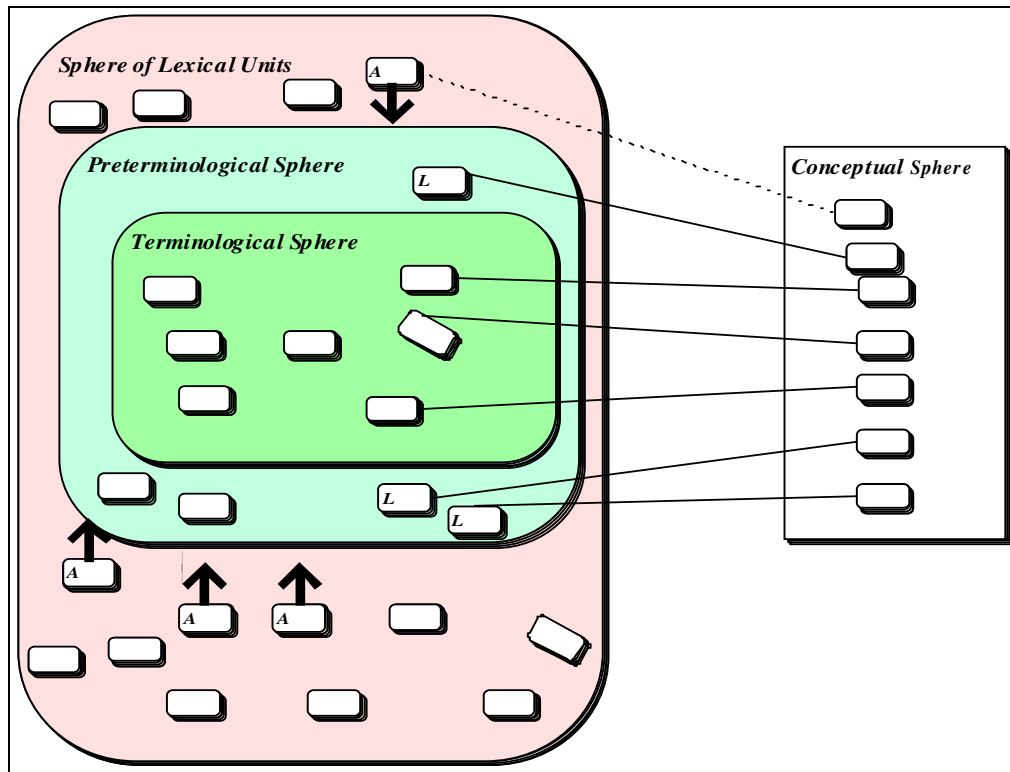 Sphere of Lexical Units
A
Preterminological Sphere
L
Conceptual Sphere
Terminological Sphere
L
L
A
A
A